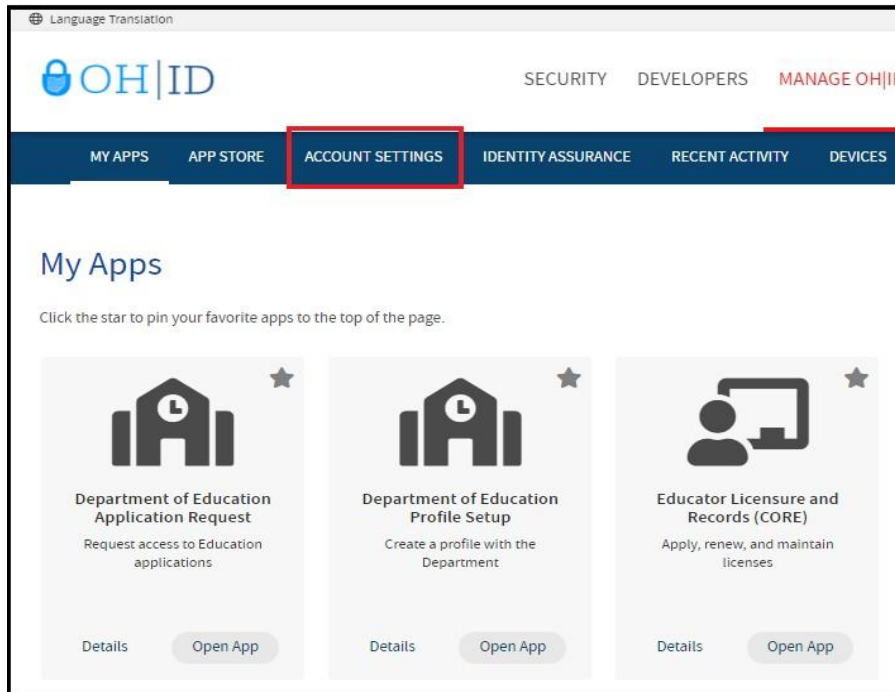 Language Translation
OH|ID
SECURITY DEVELOPERS MANAGE OH|I
MY APPS APP STORE ACCOUNT SETTINGS IDENTITY ASSURANCE RECENT ACTIVITY DEVICES
My Apps
Click the star to pin your favorite apps to the top of the page.
Department of Education
Application Request
Request access to Education
applications
Details Open App
Department of Education
Profile Setup
Create a profile with the
Department
Details Open App
Educator Licensure and
Records (CORE)
Apply, renew, and maintain
licenses
Details Open App